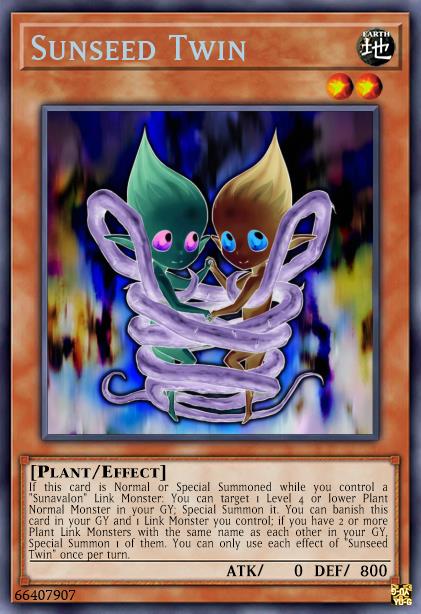 SUNSEED TWIN
EARTH
地
[PLANT/EFFECT]
If this card is Normal or Special Summoned while you control a
"Sunavalon" Link Monster: You can target 1 Level 4 or lower Plant
Normal Monster in your GY; Special Summon it. You can banish
this card in your GY and 1 Link Monster you control; if you have 2 or more
Plant Link Monsters with the same name as each other in your GY,
Special Summon 1 of them. You can only use each effect of "Sunseed
Twin" once per turn.
ATK/ 0 DEF/ 800
66407907